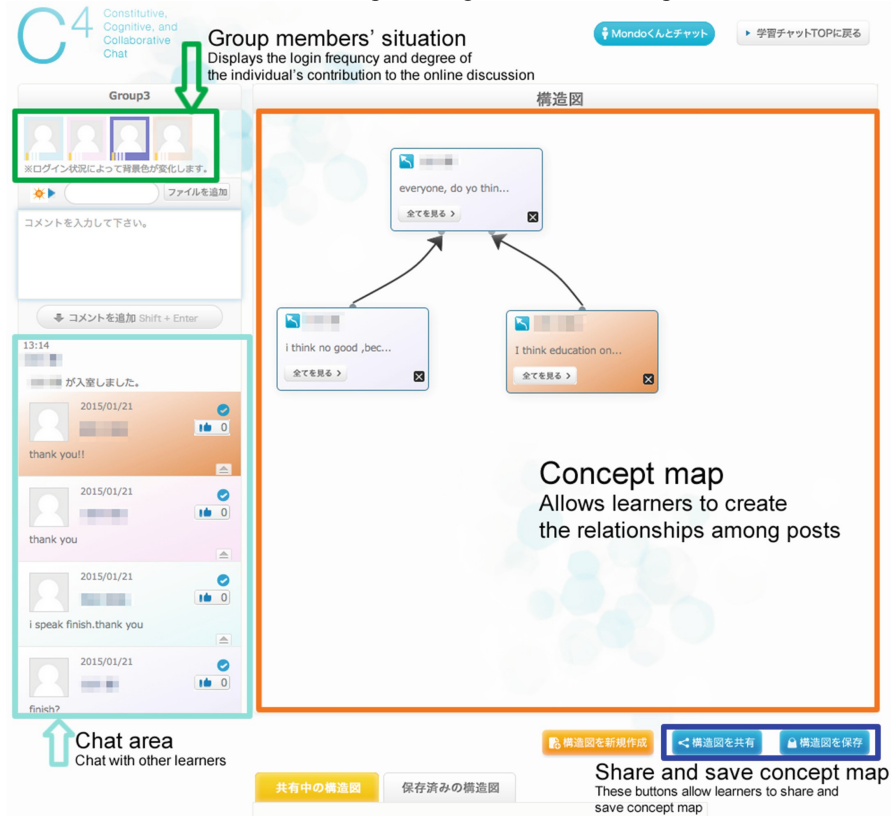 C4
Constitutive,
Cognitive, and
Collaborative
Chat
Group members' situation
Displays the login frequncy and degree of
the individual's contribution to the online discussion
Mondoくんとチャット
学習チャットTOPに戻る
Group3
※ログイン状況によって背景色が変化します。
ファイルを追加
コメントを入力して下さい。
コメントを追加 Shift + Enter
13:14
が入室しました。
2015/01/21
0
thank you!!
2015/01/21
0
thank you
2015/01/21
0
i speak finish.thank you
2015/01/21
0
finish?
Chat area
Chat with other learners
構造図
everyone, do yo thin...
全てを見る
i think no good ,bec...
全てを見る
I think education on...
全てを見る
Concept map
Allows learners to create
the relationships among posts
構造図を新規作成
構造図を共有
構造図を保存
Share and save concept map
These buttons allow learners to share and
save concept map
共有中の構造図
保存済みの構造図